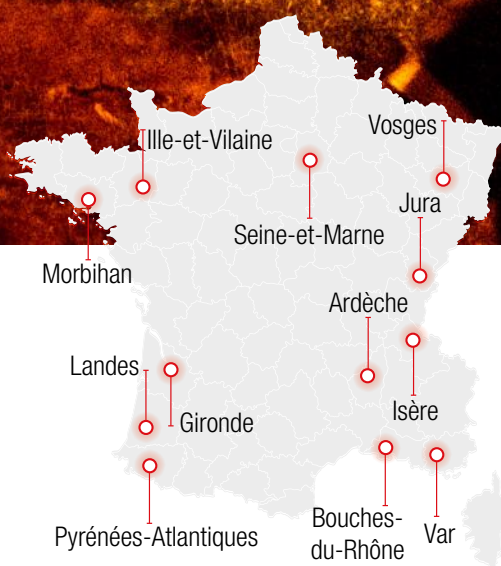 Ille-et-Vilaine
Vosges
Jura
Seine-et-Marne
Morbihan
Ardèche
Landes
Gironde
Isère
Pyrénées-Atlantiques
Bouches-
du-Rhône
Var